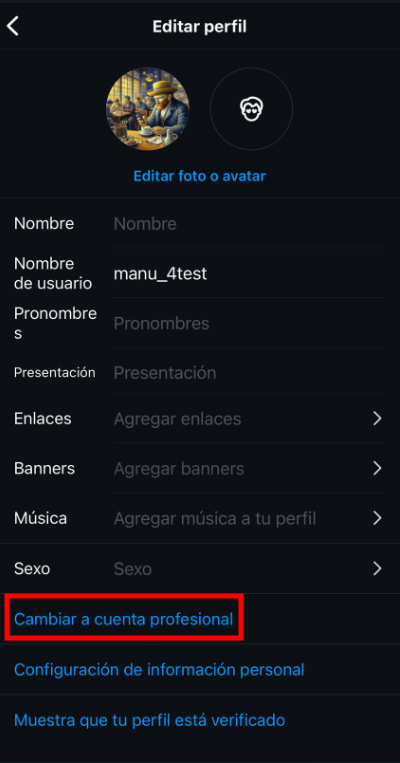 Editar perfil
Editar foto o avatar
Nombre Nombre
Nombre
de usuario manu_4test
Pronombre
s Pronombres
Presentación Presentación
Enlaces Agregar enlaces
Banners Agregar banners
Música Agregar música a tu perfil
Sexo Sexo
Cambiar a cuenta profesional
Configuración de información personal
Muestra que tu perfil está verificado